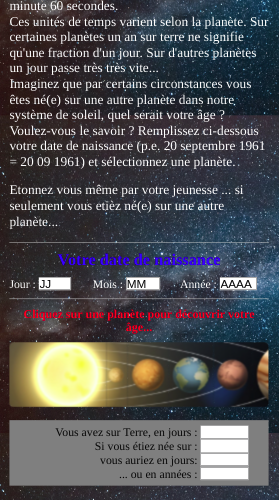 minute 60 secondes.
Ces unités de temps varient selon la planète. Sur
certaines planètes un an sur terre ne signifie
qu'une fraction d'un jour. Sur d'autres planètes
un jour passe très très vite...
Imaginez que par certains circonstances vous
êtes né(e) sur une autre planète dans notre
système de soleil, quel serait votre âge ?
Voulez-vous le savoir ? Remplissez ci-dessous
votre date de naissance (p.e. 20 septembre 1961
= 20 09 1961) et sélectionnez une planète.
Etonnez vous même par votre jeunesse ... si
seulement vous etiez né(e) sur une autre
planète...
Votre date de naissance
Jour : JJ Mois : MM Année : AAAA
Cliquez sur une planète pour découvrir votre
âge...
Vous avez sur Terre, en jours :
Si vous étiez née sur :
vous auriez en jours:
... ou en années :